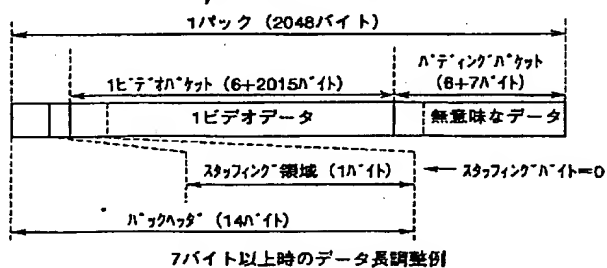 1パック (2048バイト)
ﾊﾟﾃﾞｨﾝｸﾞﾊﾟｹｯﾄ
1ﾋﾞﾃﾞｵﾊﾟｹｯﾄ (6+2015ﾊﾞｲﾄ)
(6+7ﾊﾞｲﾄ)
1ビデオデータ
無意味なデータ
ｽﾀｯﾌｨﾝｸﾞ領域 (1ﾊﾞｲﾄ)
ｽﾀｯﾌｨﾝｸﾞﾊﾞｲﾄ=0
ﾊﾟｯｸﾍｯﾀﾞ (14ﾊﾞｲﾄ)
7バイト以上時のデータ長調整例